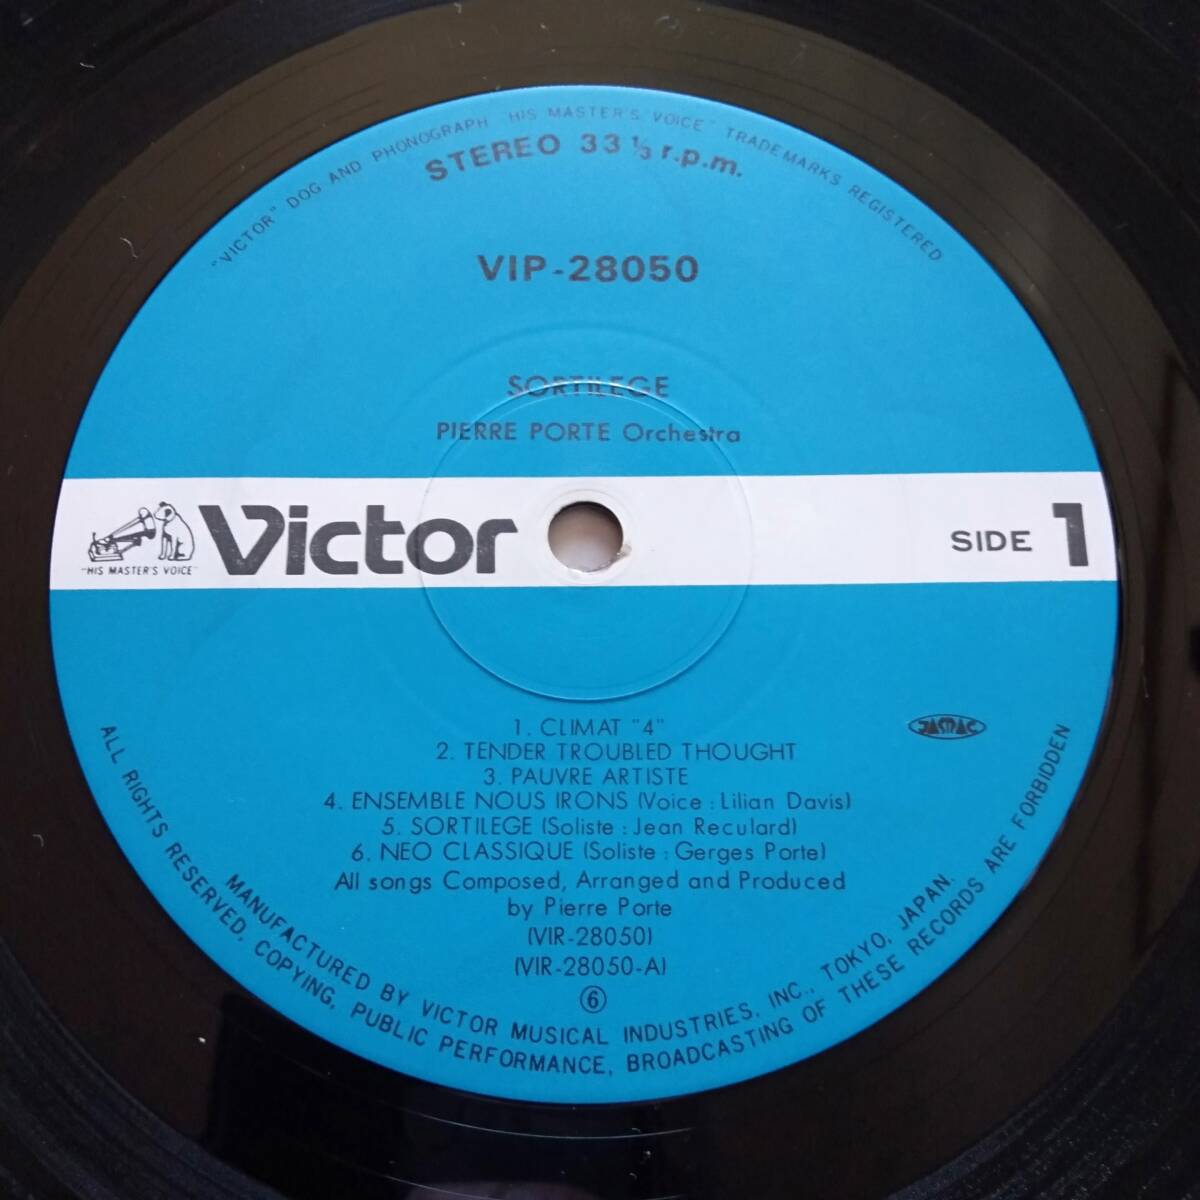 "VICTOR" DOG AND PHONOGRAPH "HIS MASTER'S VOICE" TRADEMARKS REGISTERED
STEREO 33 1/3 r.p.m.
VIP-28050
SORTILEGE
PIERRE PORTE Orchestra
"HIS MASTER'S VOICE"
Victor
SIDE 1
1. CLIMAT "4"
2. TENDER TROUBLED THOUGHT
3. PAUVRE ARTISTE
4. ENSEMBLE NOUS IRONS (Voice : Lilian Davis)
5. SORTILEGE (Soliste : Jean Reculard)
6. NEO CLASSIQUE (Soliste : Gerges Porte)
All songs Composed, Arranged and Produced
by Pierre Porte
(VIR-28050)
(VIR-28050-A)
⑥
JASRAC
MANUFACTURED BY VICTOR MUSICAL INDUSTRIES, INC., TOKYO, JAPAN.
ALL RIGHTS RESERVED. COPYING, PUBLIC PERFORMANCE, BROADCASTING OF THESE RECORDS ARE FORBIDDEN